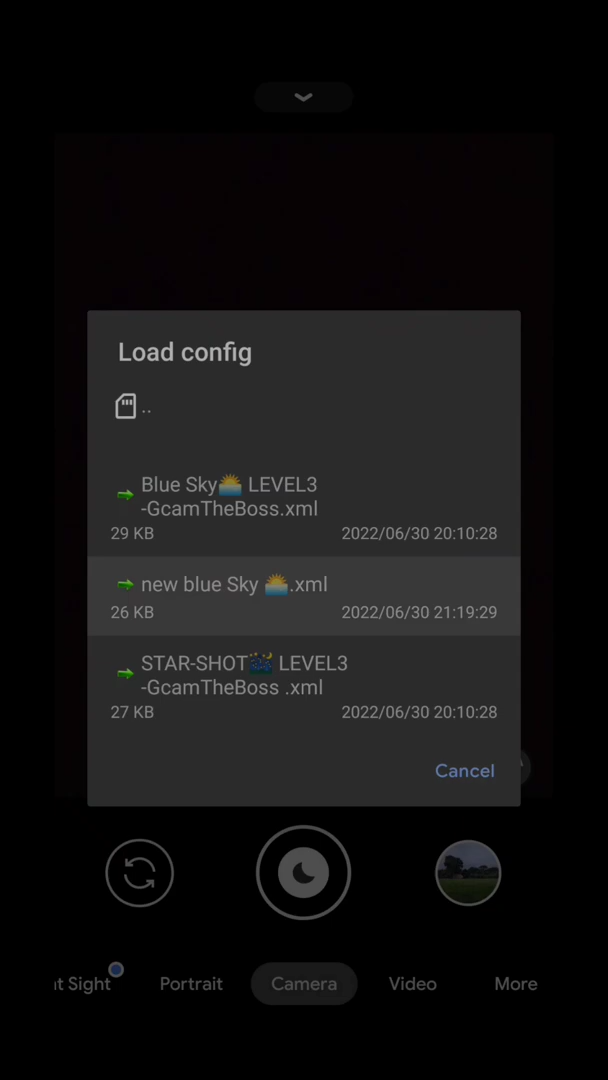 Load config
..
Blue Sky🌅 LEVEL3
-GcamTheBoss.xml
29 KB 2022/06/30 20:10:28
new blue Sky 🌅.xml
26 KB 2022/06/30 21:19:29
STAR-SHOT🌌 LEVEL3
-GcamTheBoss .xml
27 KB 2022/06/30 20:10:28
Cancel
t Sight Portrait Camera Video More